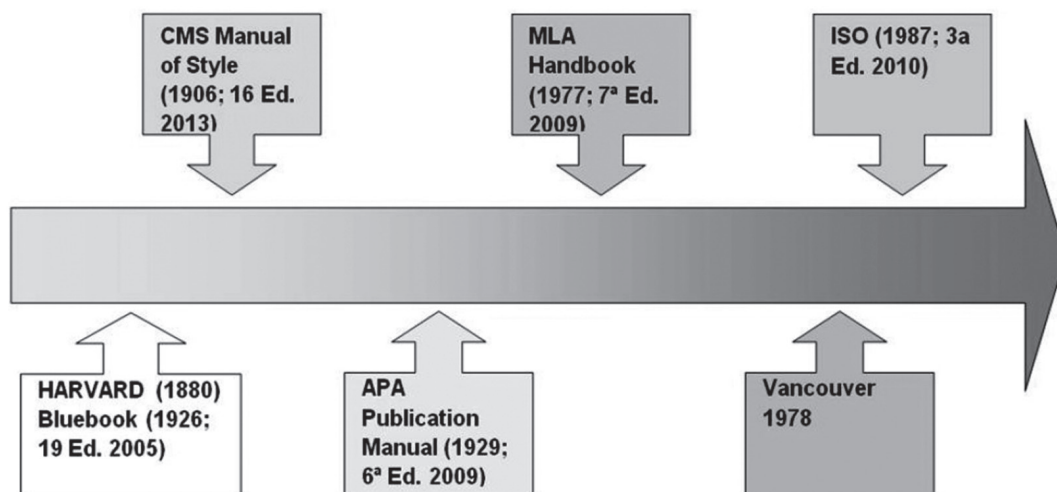 CMS Manual
of Style
(1906; 16 Ed.
2013)
MLA
Handbook
(1977; 7ª Ed.
2009)
ISO (1987; 3a
Ed. 2010)
HARVARD (1880)
Bluebook (1926;
19 Ed. 2005)
APA
Publication
Manual (1929;
6ª Ed. 2009)
Vancouver
1978